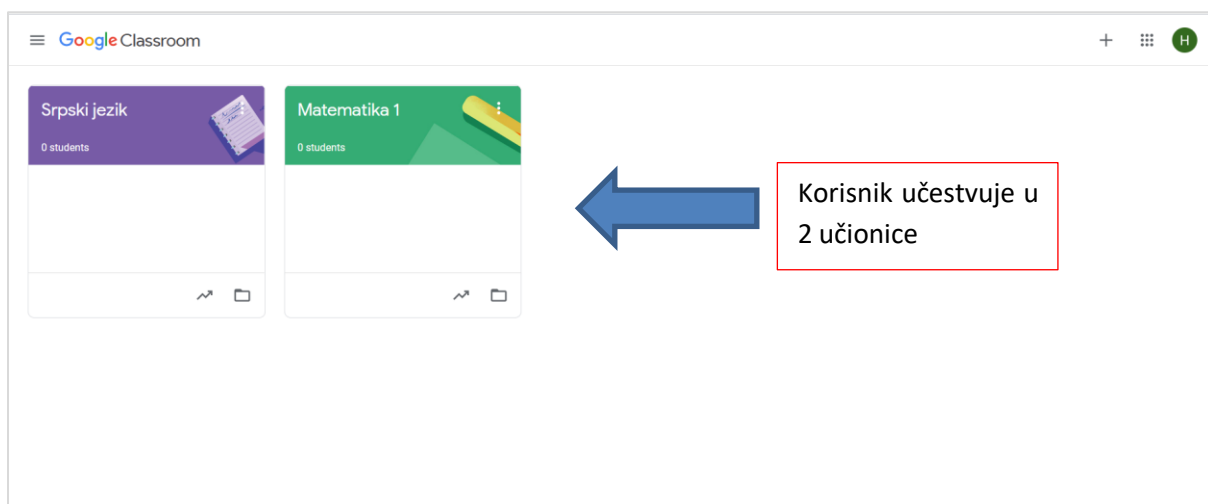 Google Classroom
H
Srpski jezik
0 students
Matematika 1
0 students
Korisnik učestvuje u
2 učionice